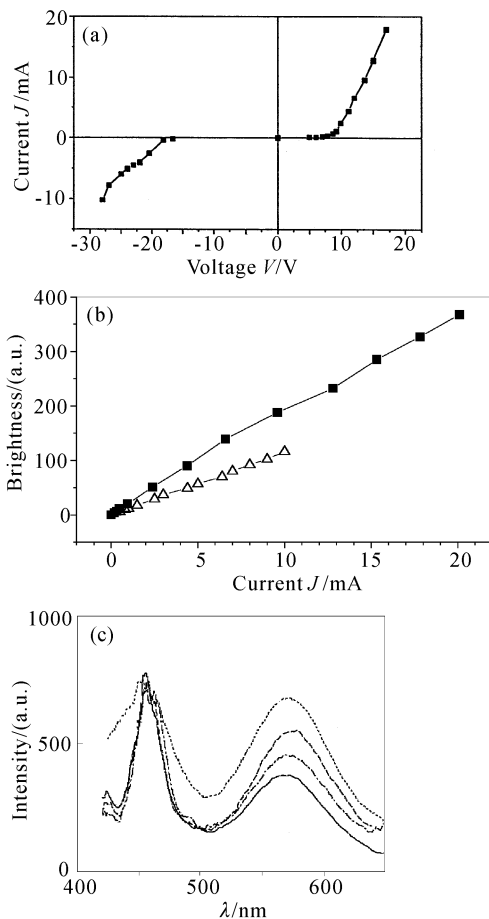 (a)
20
10
0
-10
Current J/mA
-30 -20 -10 0 10 20
Voltage V/V
(b)
400
300
200
100
0
Brightness/(a.u.)
0 5 10 15 20
Current J/mA
(c)
1000
500
0
Intensity/(a.u.)
400 500 600
λ/nm